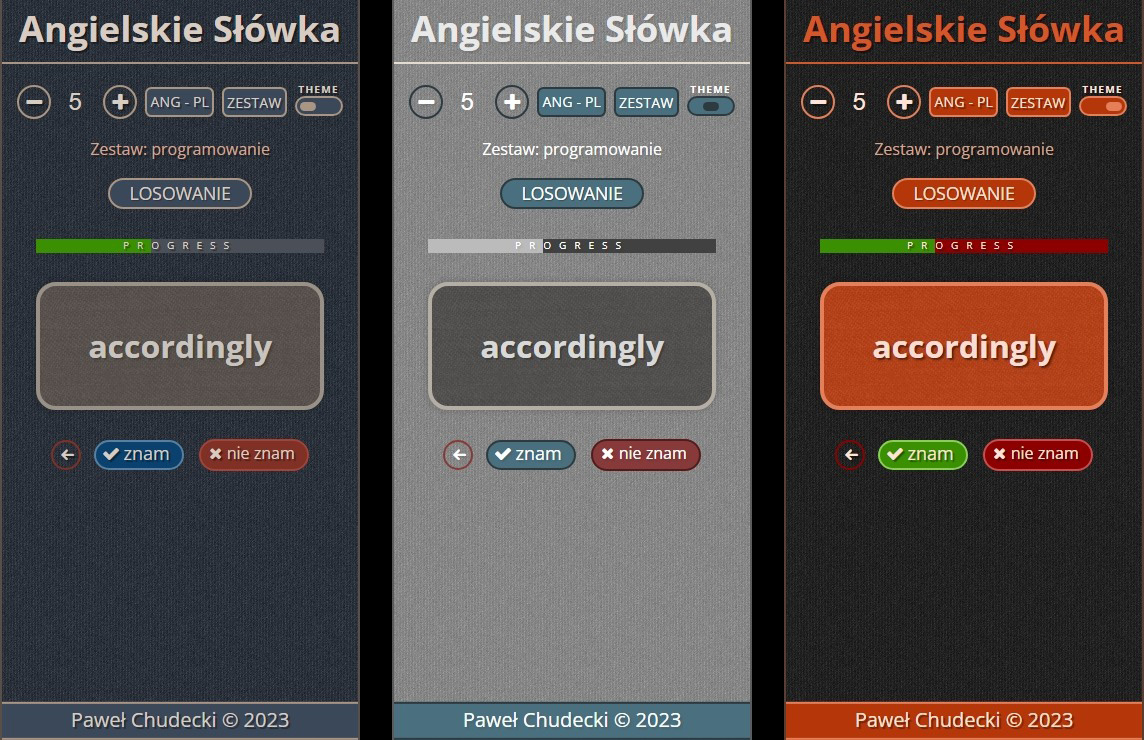 Angielskie Słówka
THEME
5 ANG - PL ZESTAW
Zestaw: programowanie
LOSOWANIE
PROGRESS
accordingly
znam nie znam
Paweł Chudecki © 2023
Angielskie Słówka
THEME
5 ANG - PL ZESTAW
Zestaw: programowanie
LOSOWANIE
PROGRESS
accordingly
znam nie znam
Paweł Chudecki © 2023
Angielskie Słówka
THEME
5 ANG - PL ZESTAW
Zestaw: programowanie
LOSOWANIE
PROGRESS
accordingly
znam nie znam
Paweł Chudecki © 2023